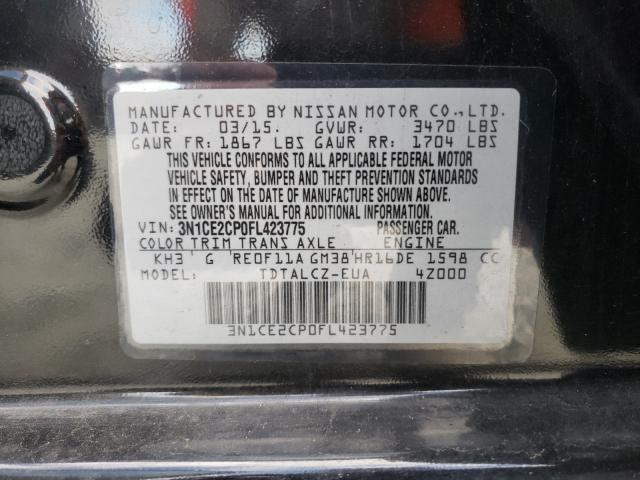 MANUFACTURED BY NISSAN MOTOR CO.,LTD.
DATE: 03/15. GVWR: 3470 LBS
GAWR FR: 1867 LBS GAWR RR: 1704 LBS
THIS VEHICLE CONFORMS TO ALL APPLICABLE FEDERAL MOTOR
VEHICLE SAFETY, BUMPER AND THEFT PREVENTION STANDARDS
IN EFFECT ON THE DATE OF MANUFACTURE SHOWN ABOVE.
SEE OWNER'S MANUAL FOR ADDITIONAL INFORMATION.
VIN: 3N1CE2CP0FL423775 PASSENGER CAR.
COLOR TRIM TRANS AXLE ENGINE
KH3 G RE0F11A GM38 HR16DE 1598 CC
MODEL: TDTALCZ-EUA 4Z000
3N1CE2CP0FL423775